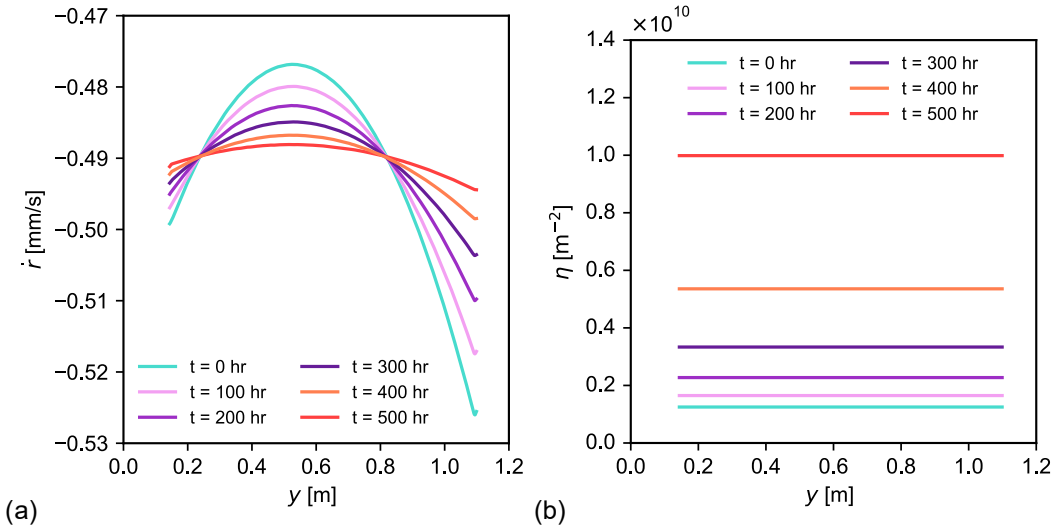 −0.47
−0.48
−0.49
−0.50
−0.51
−0.52
−0.53
ṙ [mm/s]
t = 0 hr
t = 100 hr
t = 200 hr
t = 300 hr
t = 400 hr
t = 500 hr
0.0 0.2 0.4 0.6 0.8 1.0 1.2
y [m]
(a)
×10¹⁰
1.4
1.2
1.0
0.8
0.6
0.4
0.2
0.0
η [m⁻²]
t = 0 hr
t = 100 hr
t = 200 hr
t = 300 hr
t = 400 hr
t = 500 hr
0.0 0.2 0.4 0.6 0.8 1.0 1.2
y [m]
(b)